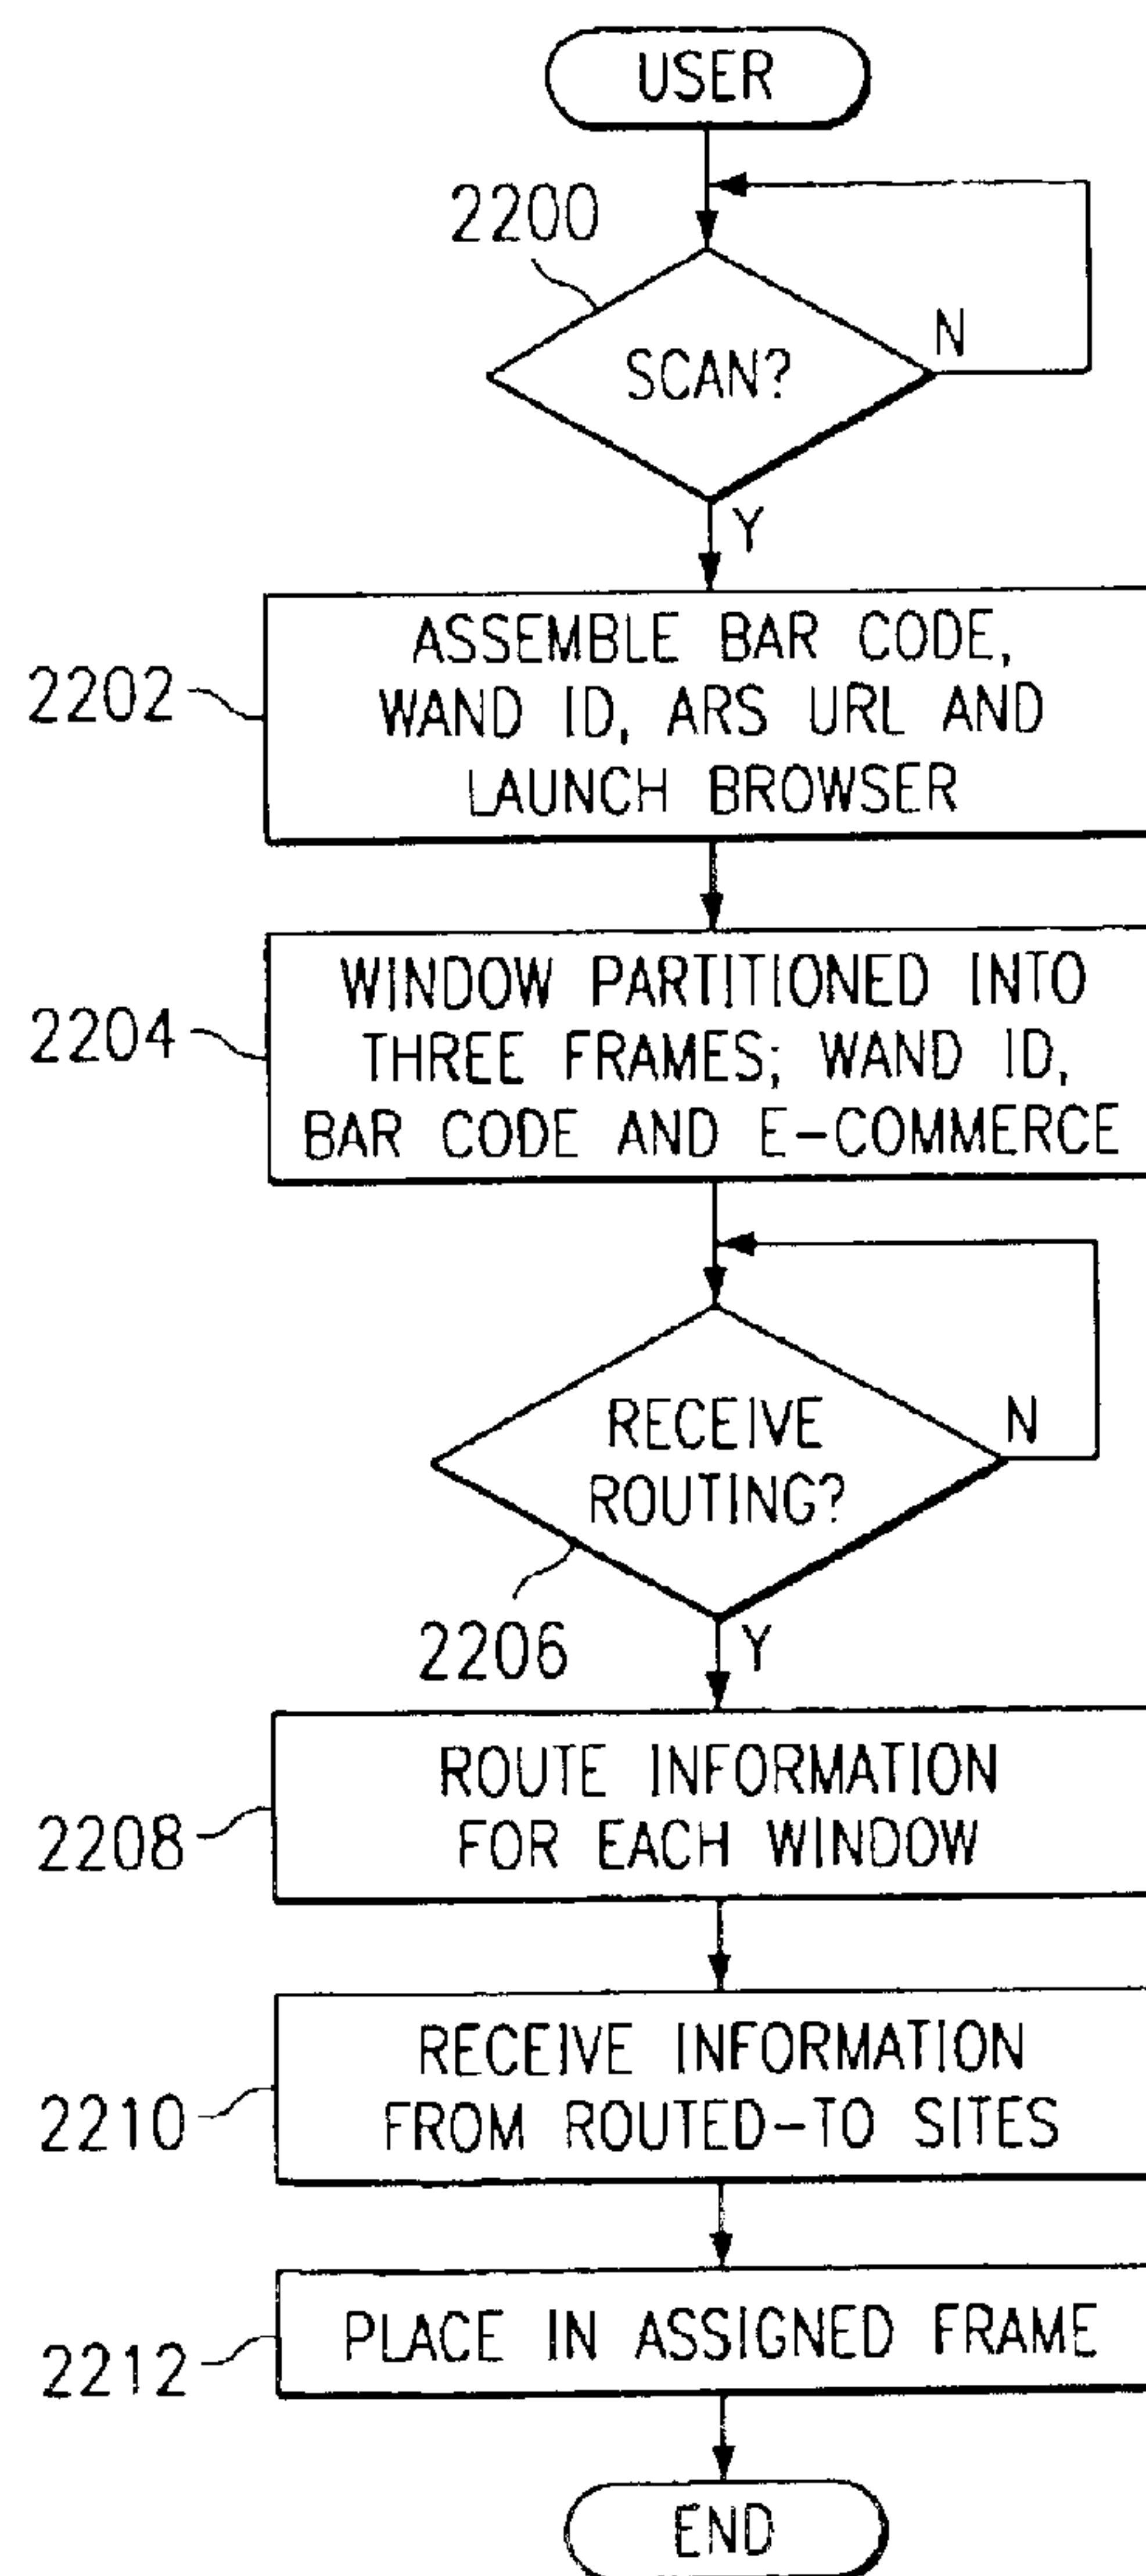 USER
2200
SCAN?
N
Y
2202
ASSEMBLE BAR CODE,
WAND ID, ARS URL AND
LAUNCH BROWSER
2204
WINDOW PARTITIONED INTO
THREE FRAMES; WAND ID,
BAR CODE AND E-COMMERCE
RECEIVE
ROUTING?
N
2206
Y
2208
ROUTE INFORMATION
FOR EACH WINDOW
2210
RECEIVE INFORMATION
FROM ROUTED-TO SITES
2212
PLACE IN ASSIGNED FRAME
END